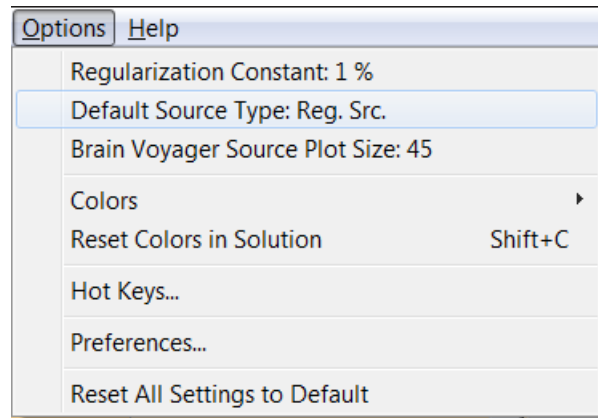 Options Help
Regularization Constant: 1 %
Default Source Type: Reg. Src.
Brain Voyager Source Plot Size: 45
Colors
Reset Colors in Solution Shift+C
Hot Keys...
Preferences...
Reset All Settings to Default